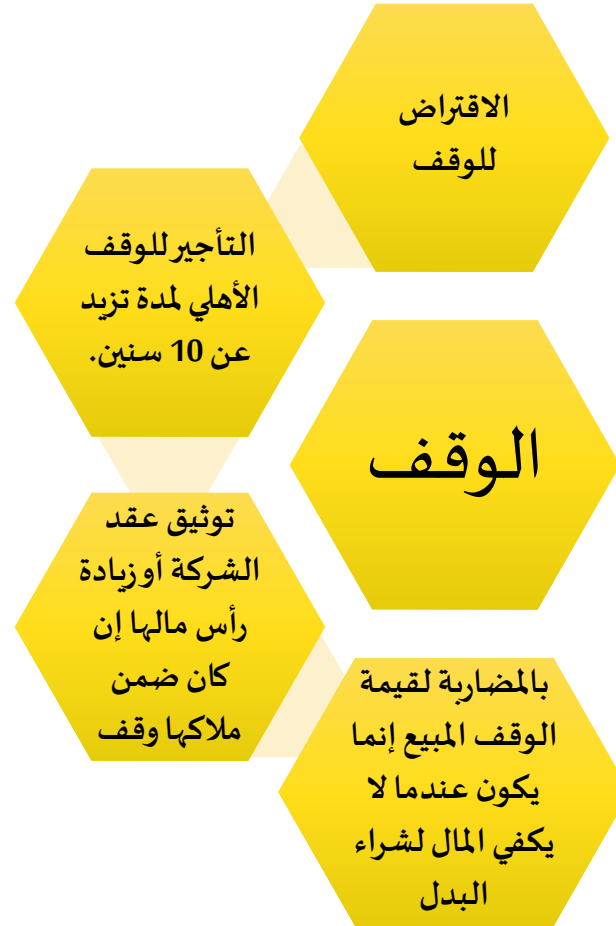 الاقتراض
للوقف
التأجير للوقف
الأهلي لمدة تزيد
عن 10 سنين.
الوقف
توثيق عقد
الشركة أو زيادة
رأس مالها إن
كان ضمن
ملاكها وقف
بالمضاربة لقيمة
الوقف المبيع إنما
يكون عندما لا
يكفي المال لشراء
البدل